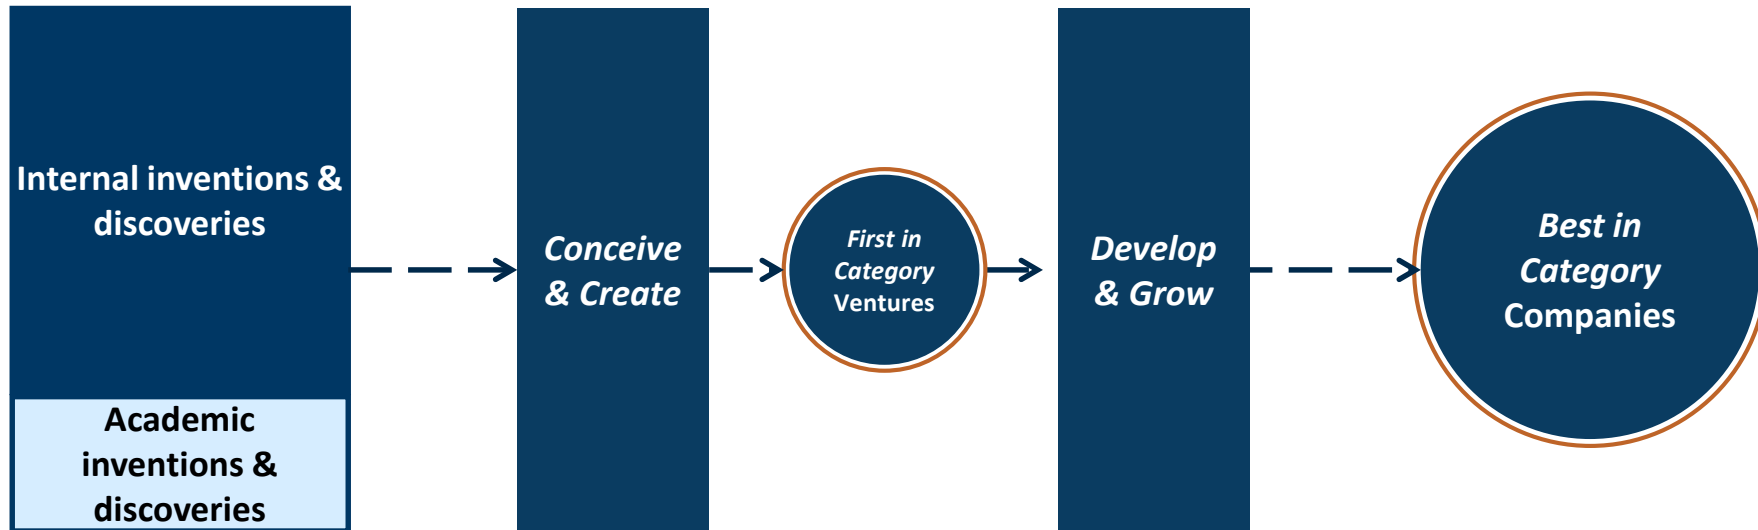 Internal inventions &
discoveries
Academic
inventions &
discoveries
Conceive
& Create
First in
Category
Ventures
Develop
& Grow
Best in
Category
Companies